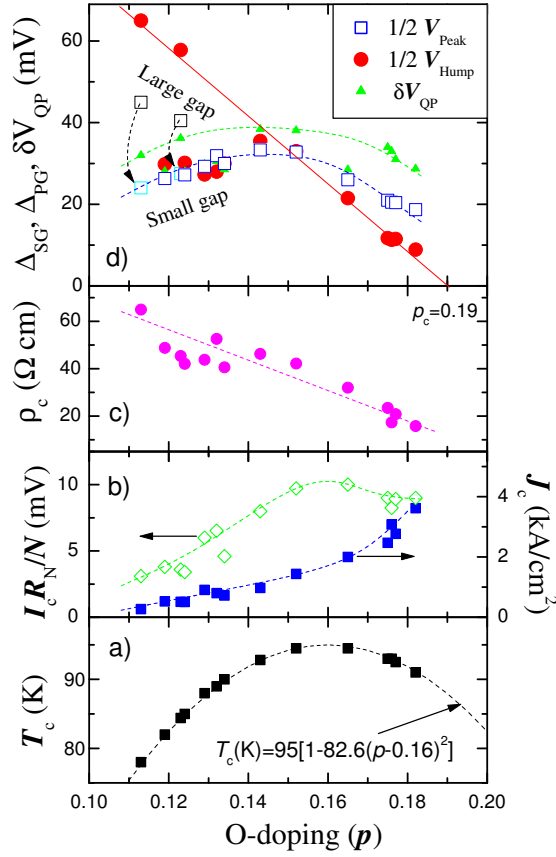 Δ_SG, Δ_PG, δV_QP (mV)
60
40
20
0
1/2 V_Peak
1/2 V_Hump
δV_QP
Large gap
Small gap
d)
ρ_c (Ω cm)
60
40
20
p_c=0.19
c)
I_cR_N/N (mV)
10
5
0
b)
4
2
0
J_c (kA/cm²)
T_c (K)
90
80
a)
T_c(K)=95[1-82.6(p-0.16)²]
0.10 0.12 0.14 0.16 0.18 0.20
O-doping (p)